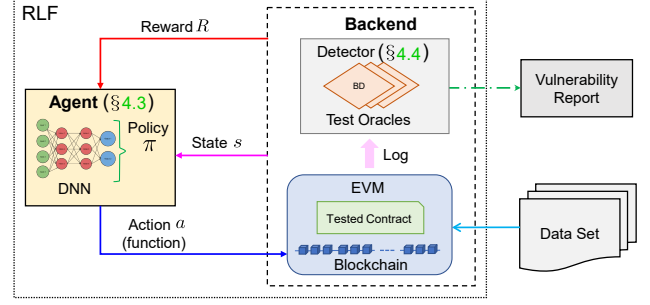 RLF
Reward R
Backend
Detector (§4.4)
BD
Test Oracles
Vulnerability
Report
Agent (§4.3)
Policy
π
DNN
State s
Log
EVM
Tested Contract
Blockchain
Action a
(function)
Data Set